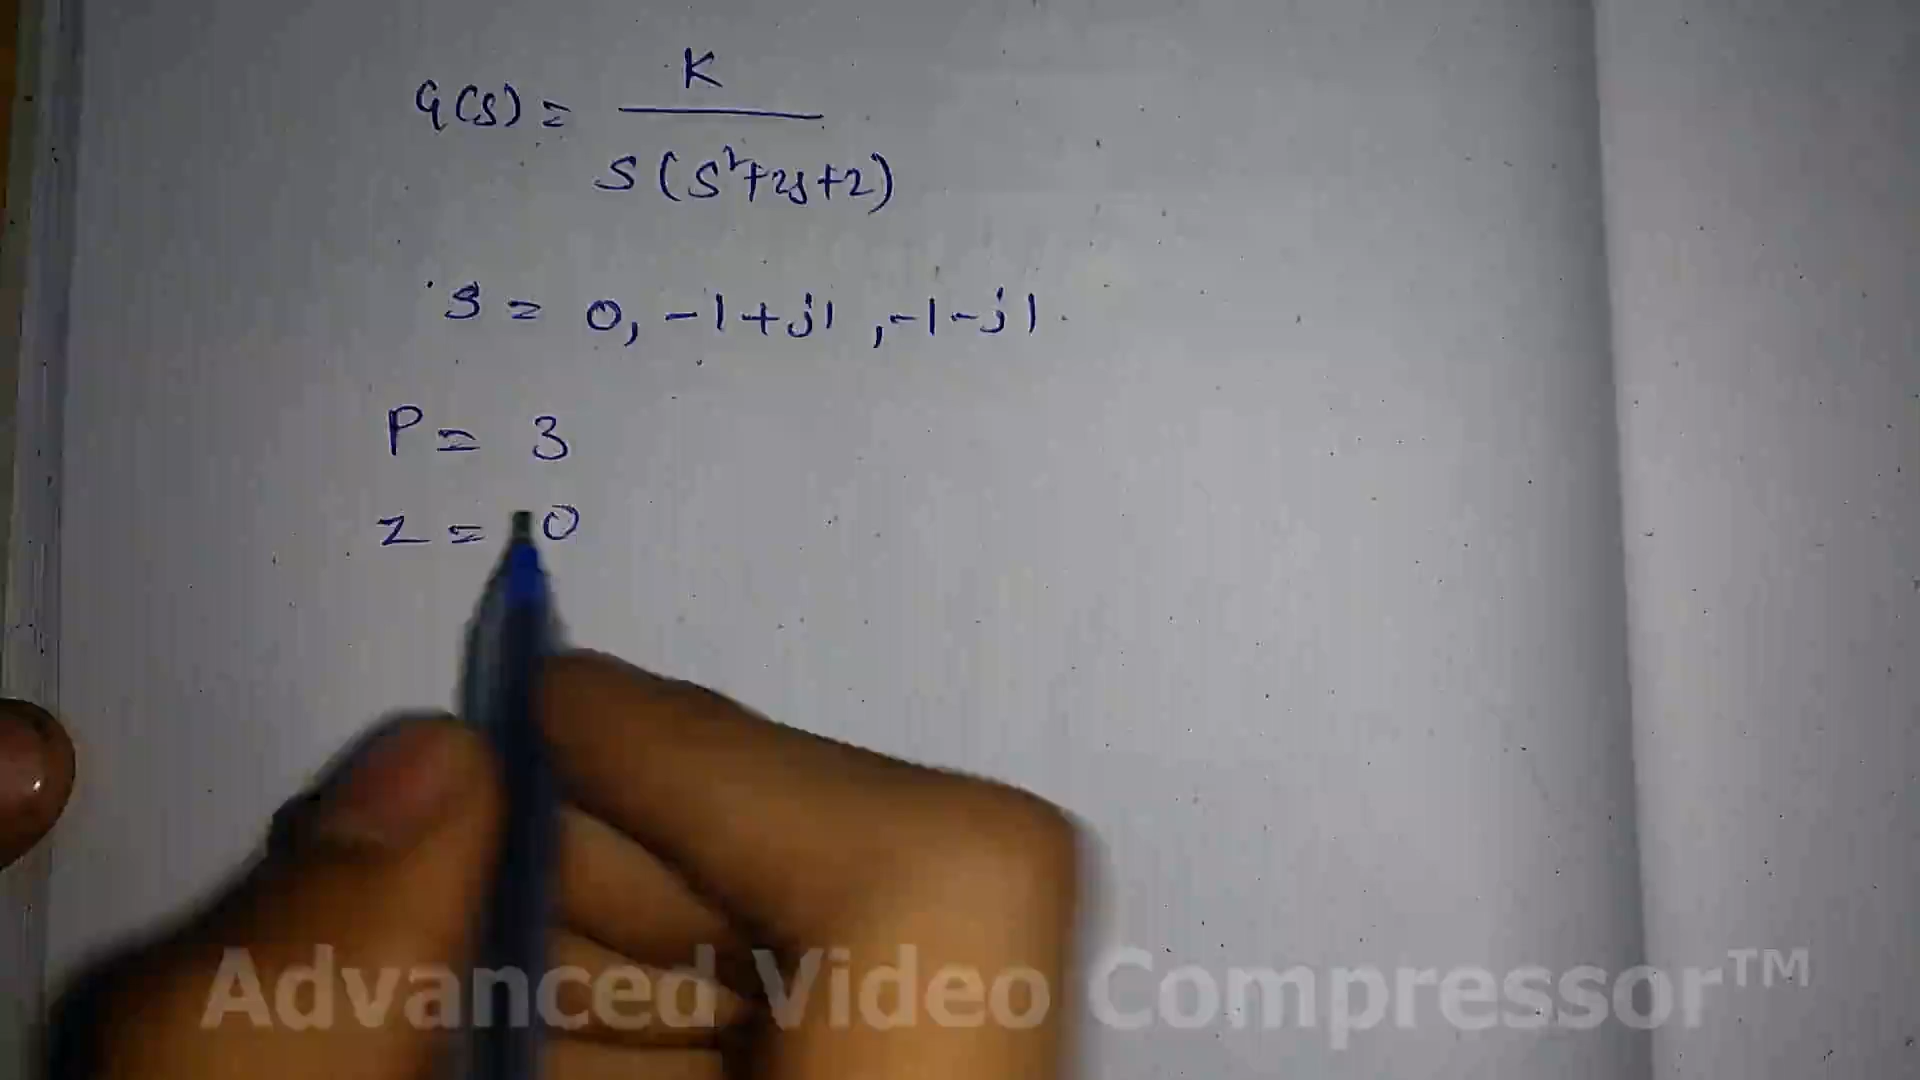 G(s) = K / S(S²+2s+2)
S = 0, -1+j1, -1-j1.
P = 3
Z = 0
Advanced Video Compressor™